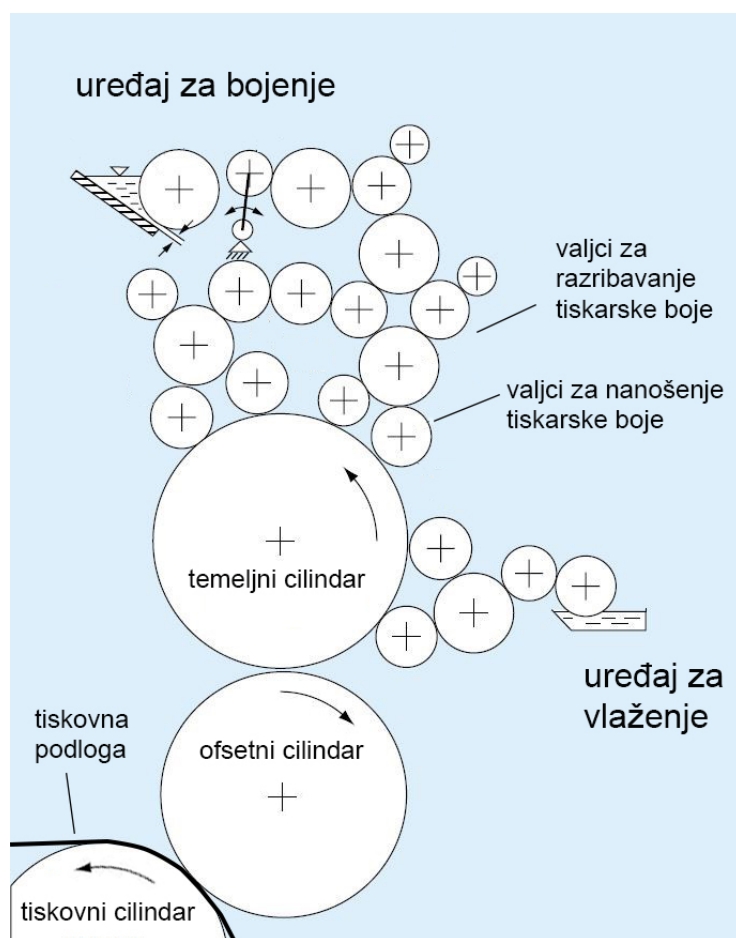 uređaj za bojenje
valjci za
razribavanje
tiskarske boje
valjci za nanošenje
tiskarske boje
temeljni cilindar
uređaj za
vlaženje
tiskovna
podloga
ofsetni cilindar
tiskovni cilindar